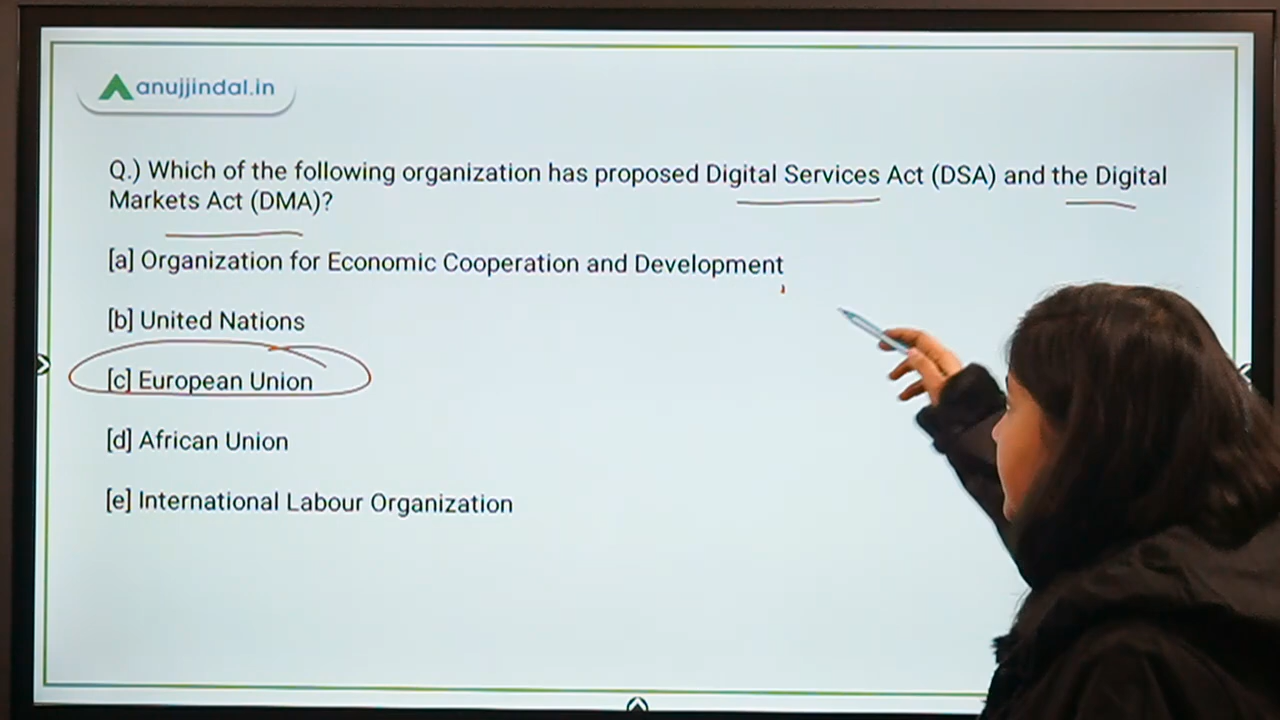 anujjindal.in
Q.) Which of the following organization has proposed Digital Services Act (DSA) and the Digital
Markets Act (DMA)?
[a] Organization for Economic Cooperation and Development
[b] United Nations
[c] European Union
[d] African Union
[e] International Labour Organization